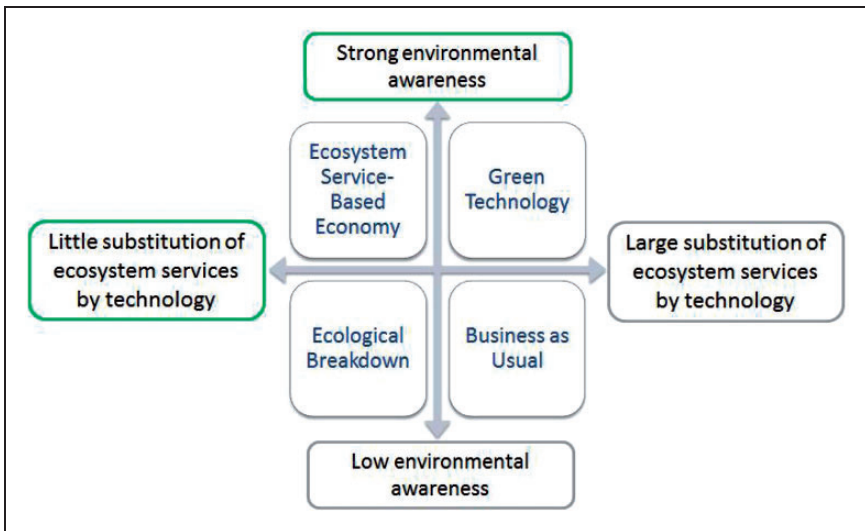 Strong environmental
awareness
Ecosystem
Service-
Based
Economy
Green
Technology
Little substitution of
ecosystem services
by technology
Large substitution of
ecosystem services
by technology
Ecological
Breakdown
Business as
Usual
Low environmental
awareness